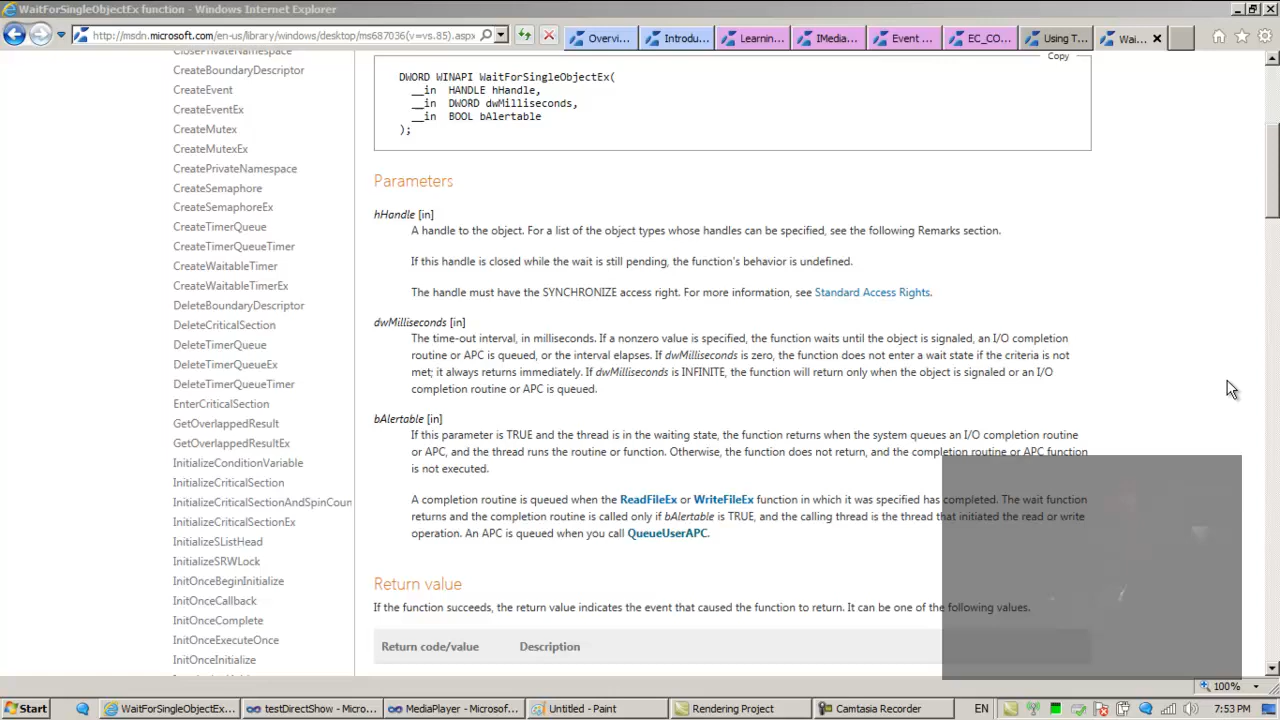 WaitForSingleObjectEx function - Windows Internet Explorer
http://msdn.microsoft.com/en-us/library/windows/desktop/ms687036(v=vs.85).aspx
Overvi...
Introdu...
Learnin...
IMedia...
Event ...
EC_CO...
Using T...
Wai...
ClosePrivateNamespace
CreateBoundaryDescriptor
CreateEvent
CreateEventEx
CreateMutex
CreateMutexEx
CreatePrivateNamespace
CreateSemaphore
CreateSemaphoreEx
CreateTimerQueue
CreateTimerQueueTimer
CreateWaitableTimer
CreateWaitableTimerEx
DeleteBoundaryDescriptor
DeleteCriticalSection
DeleteTimerQueue
DeleteTimerQueueEx
DeleteTimerQueueTimer
EnterCriticalSection
GetOverlappedResult
GetOverlappedResultEx
InitializeConditionVariable
InitializeCriticalSection
InitializeCriticalSectionAndSpinCoun
InitializeCriticalSectionEx
InitializeSListHead
InitializeSRWLock
InitOnceBeginInitialize
InitOnceCallback
InitOnceComplete
InitOnceExecuteOnce
InitOnceInitialize
Copy
DWORD WINAPI WaitForSingleObjectEx(
__in HANDLE hHandle,
__in DWORD dwMilliseconds,
__in BOOL bAlertable
);
Parameters
hHandle [in]
A handle to the object. For a list of the object types whose handles can be specified, see the following Remarks section.
If this handle is closed while the wait is still pending, the function's behavior is undefined.
The handle must have the SYNCHRONIZE access right. For more information, see Standard Access Rights.
dwMilliseconds [in]
The time-out interval, in milliseconds. If a nonzero value is specified, the function waits until the object is signaled, an I/O completion
routine or APC is queued, or the interval elapses. If dwMilliseconds is zero, the function does not enter a wait state if the criteria is not
met; it always returns immediately. If dwMilliseconds is INFINITE, the function will return only when the object is signaled or an I/O
completion routine or APC is queued.
bAlertable [in]
If this parameter is TRUE and the thread is in the waiting state, the function returns when the system queues an I/O completion routine
or APC, and the thread runs the routine or function. Otherwise, the function does not return, and the completion routine or APC function
is not executed.
A completion routine is queued when the ReadFileEx or WriteFileEx function in which it was specified has completed. The wait function
returns and the completion routine is called only if bAlertable is TRUE, and the calling thread is the thread that initiated the read or write
operation. An APC is queued when you call QueueUserAPC.
Return value
If the function succeeds, the return value indicates the event that caused the function to return. It can be one of the following values.
Return code/value Description
100%
Start
WaitForSingleObjectEx...
testDirectShow - Micros...
MediaPlayer - Microsof...
Untitled - Paint
Rendering Project
Camtasia Recorder
EN
7:53 PM